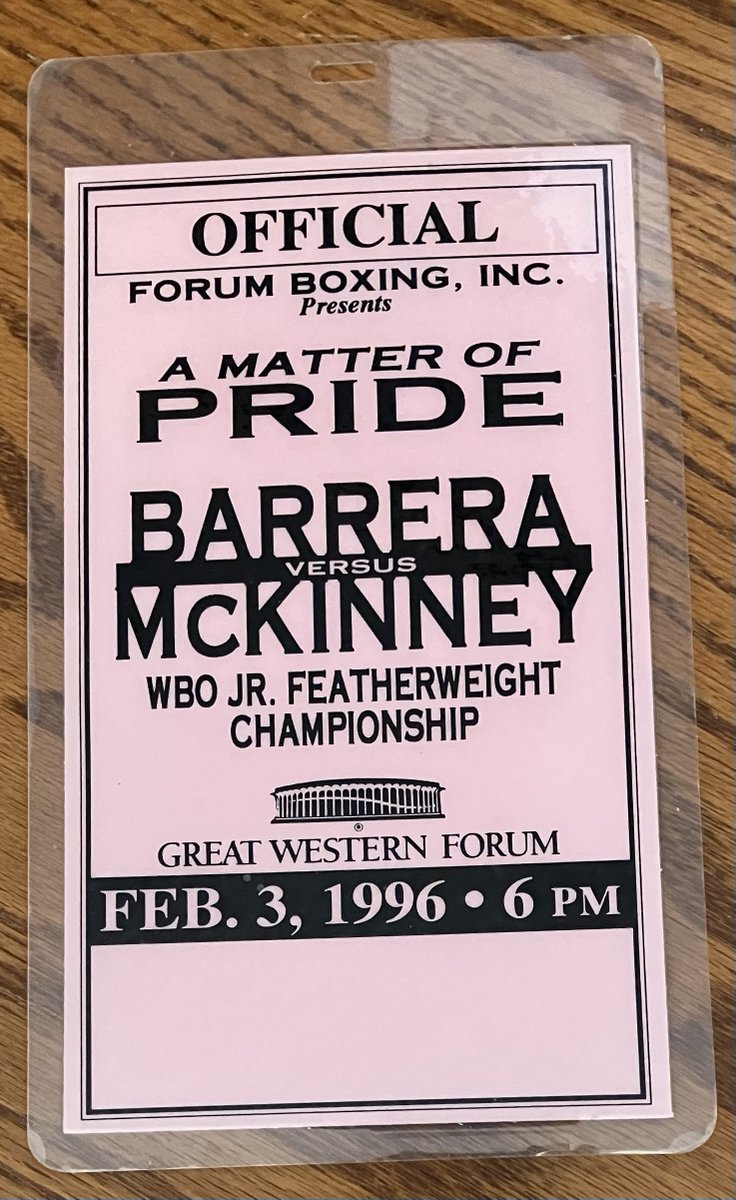 OFFICIAL
FORUM BOXING, INC.
Presents
A MATTER OF
PRIDE
BARRERA
VERSUS
McKINNEY
WBO JR. FEATHERWEIGHT
CHAMPIONSHIP
®
GREAT WESTERN FORUM
FEB. 3, 1996 • 6 PM